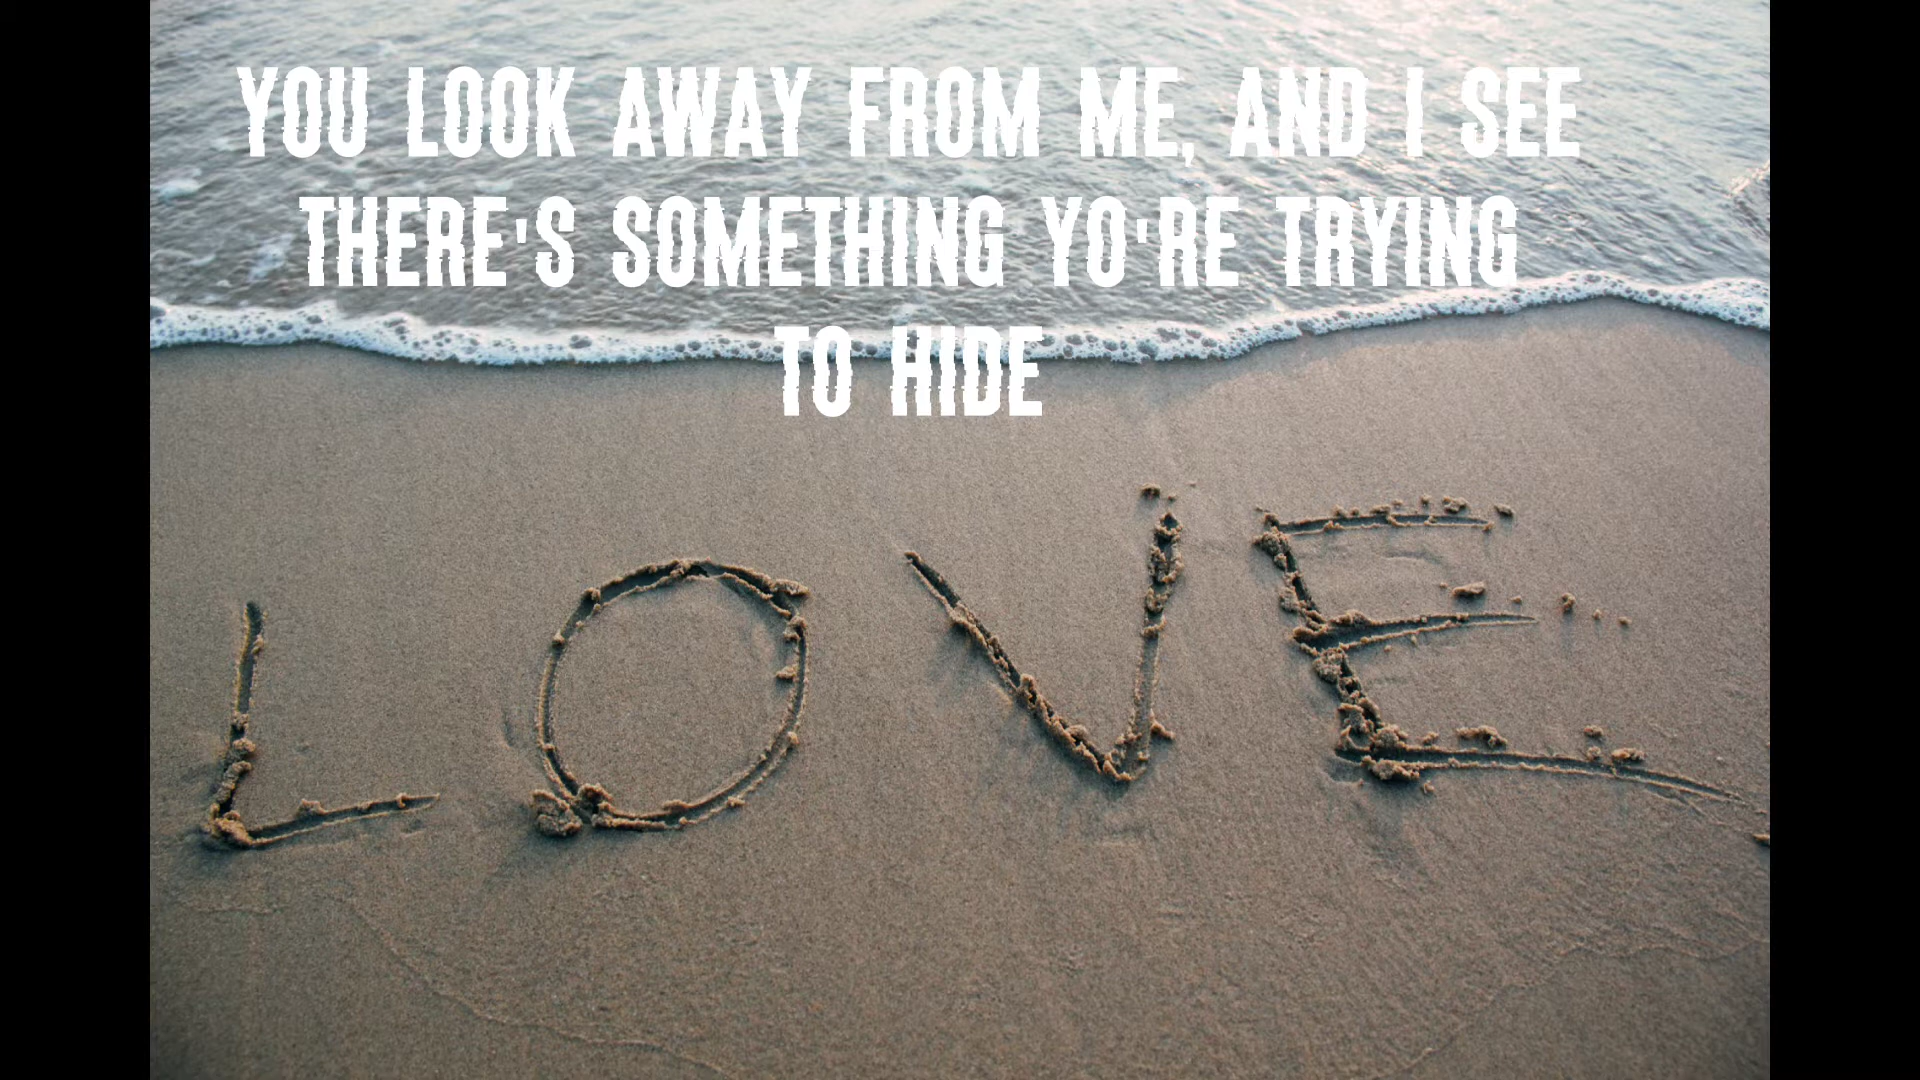 YOU LOOK AWAY FROM ME, AND I SEE
THERE'S SOMETHING YO'RE TRYING
TO HIDE
LOVE